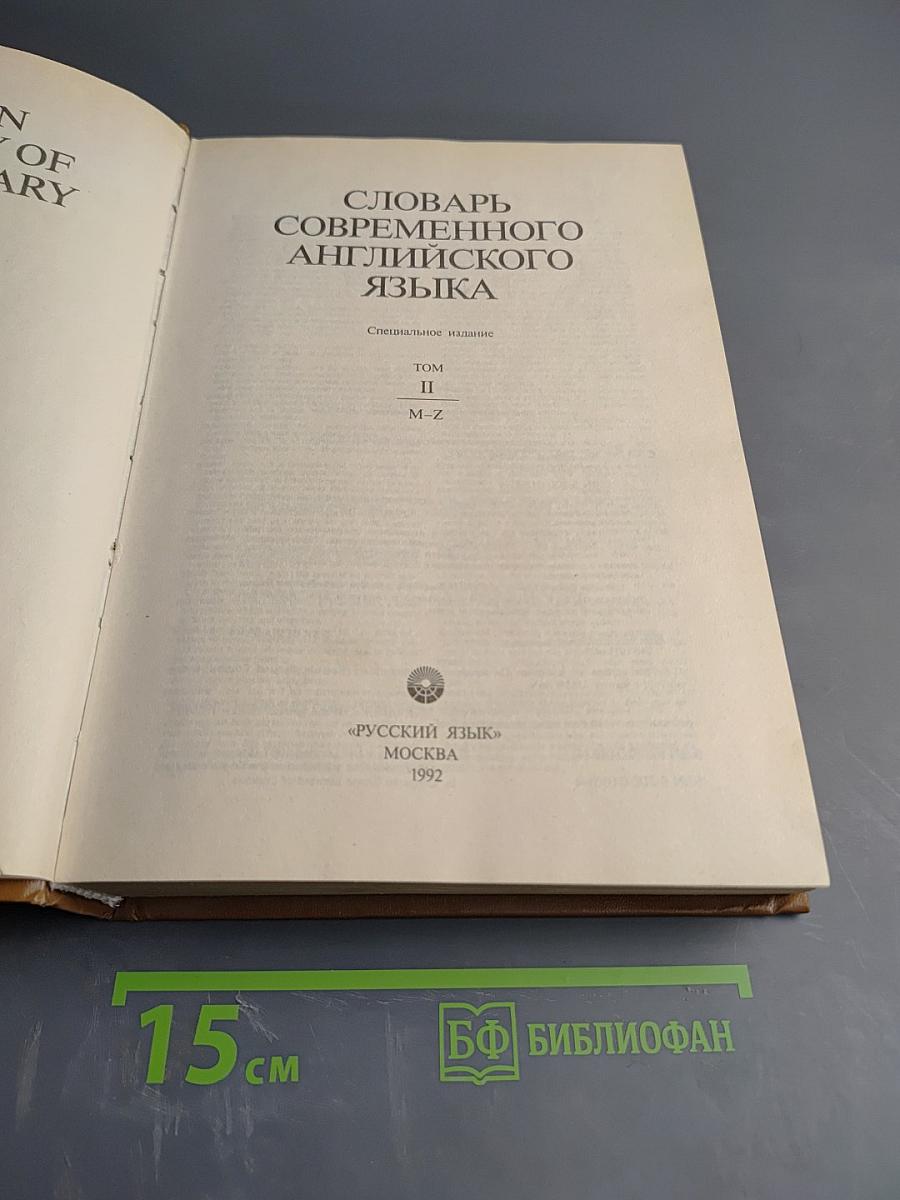 N
Y OF
ARY
СЛОВАРЬ
СОВРЕМЕННОГО
АНГЛИЙСКОГО
ЯЗЫКА
Специальное издание
ТОМ
II
M–Z
«РУССКИЙ ЯЗЫК»
МОСКВА
1992
15 см
БФ БИБЛИОФАН